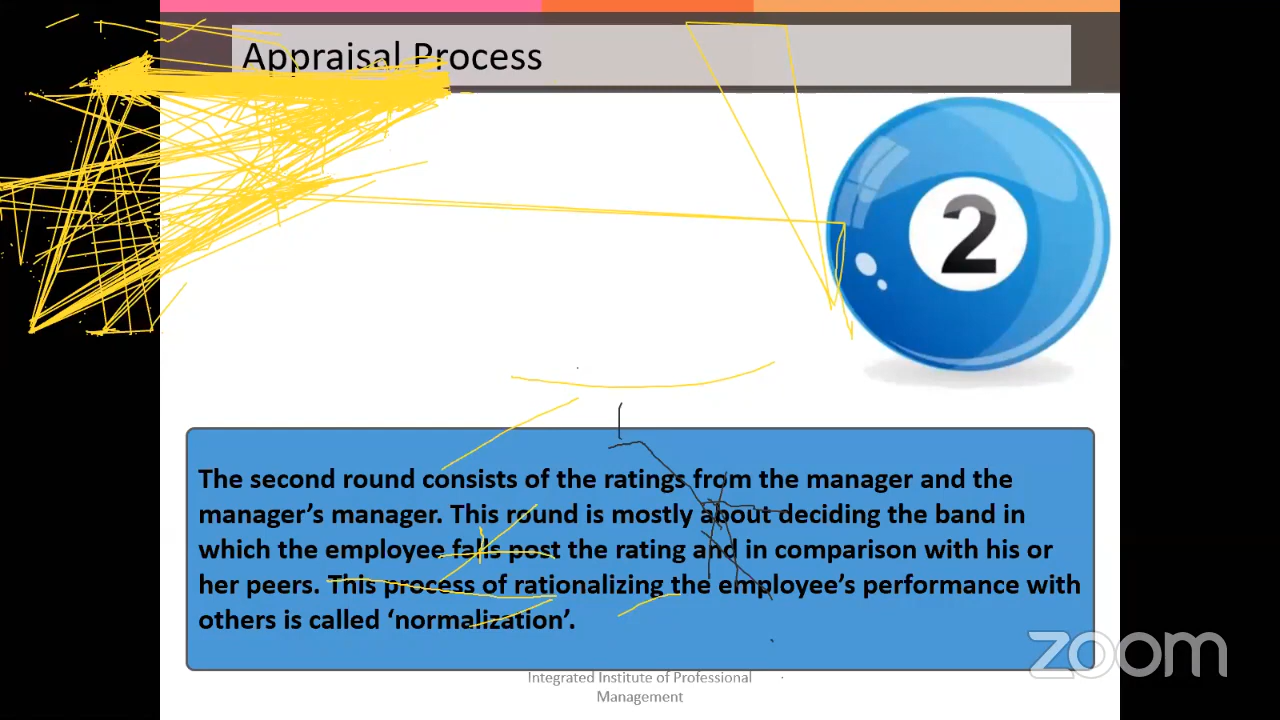 Appraisal Process
2
The second round consists of the ratings from the manager and the
manager’s manager. This round is mostly about deciding the band in
which the employee falls post the rating and in comparison with his or
her peers. This process of rationalizing the employee’s performance with
others is called ‘normalization’.
Integrated Institute of Professional
Management
zoom